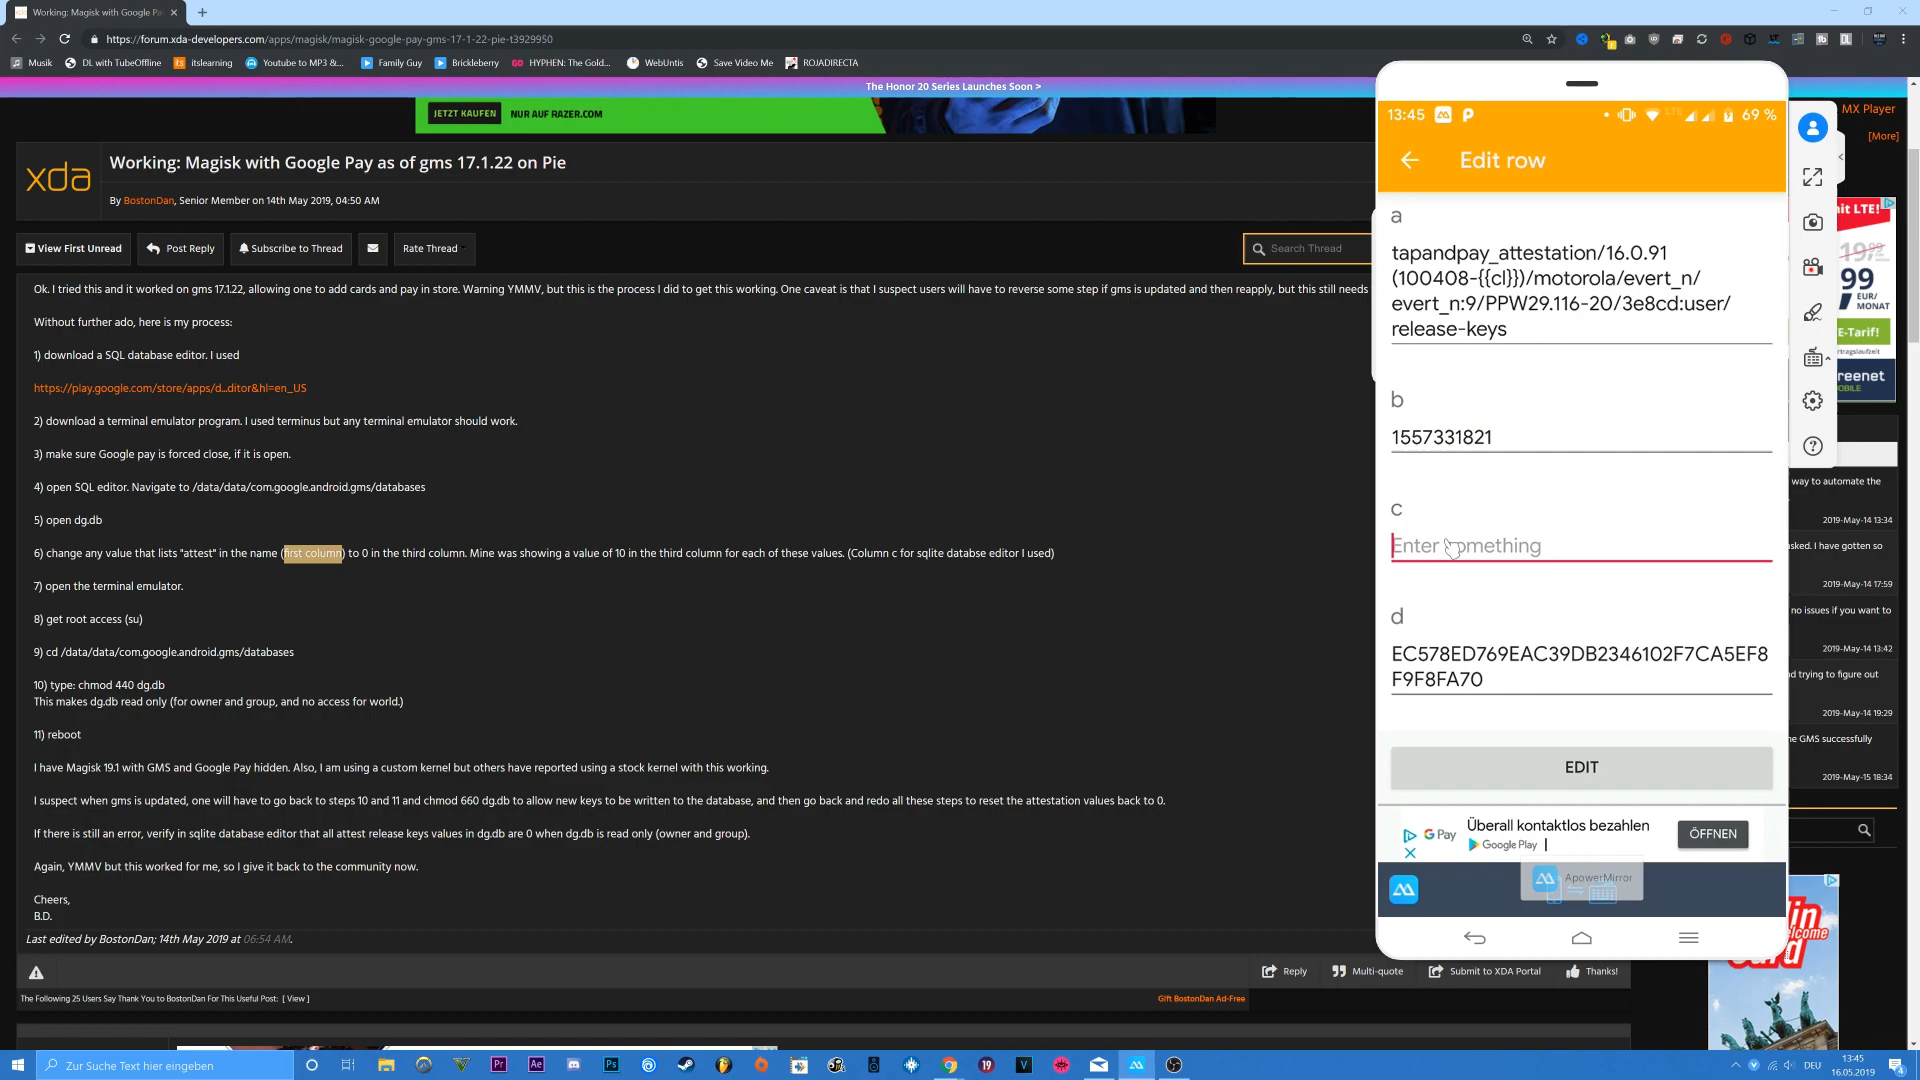 Working: Magisk with Google Pa
https://forum.xda-developers.com/apps/magisk/magisk-google-pay-gms-17-1-22-pie-t3929950
Musik
DL with TubeOffline
its
itslearning
Youtube to MP3 &...
Family Guy
Brickleberry
HYPHEN: The Gold...
WebUntis
Save Video Me
ROJADIRECTA
The Honor 20 Series Launches Soon >
JETZT KAUFEN
NUR AUF RAZER.COM
MX Player
[More]
xda
Working: Magisk with Google Pay as of gms 17.1.22 on Pie
By BostonDan, Senior Member on 14th May 2019, 04:50 AM
View First Unread
Post Reply
Subscribe to Thread
Rate Thread
Search Thread
Ok. I tried this and it worked on gms 17.1.22, allowing one to add cards and pay in store. Warning YMMV, but this is the process I did to get this working. One caveat is that I suspect users will have to reverse some step if gms is updated and then reapply, but this still needs
Without further ado, here is my process:
1) download a SQL database editor. I used
https://play.google.com/store/apps/d...ditor&hl=en_US
2) download a terminal emulator program. I used terminus but any terminal emulator should work.
3) make sure Google pay is forced close, if it is open.
4) open SQL editor. Navigate to /data/data/com.google.android.gms/databases
5) open dg.db
6) change any value that lists "attest" in the name (first column) to 0 in the third column. Mine was showing a value of 10 in the third column for each of these values. (Column c for sqlite databse editor I used)
7) open the terminal emulator.
8) get root access (su)
9) cd /data/data/com.google.android.gms/databases
10) type: chmod 440 dg.db
This makes dg.db read only (for owner and group, and no access for world.)
11) reboot
I have Magisk 19.1 with GMS and Google Pay hidden. Also, I am using a custom kernel but others have reported using a stock kernel with this working.
I suspect when gms is updated, one will have to go back to steps 10 and 11 and chmod 660 dg.db to allow new keys to be written to the database, and then go back and redo all these steps to reset the attestation values back to 0.
If there is still an error, verify in sqlite database editor that all attest release keys values in dg.db are 0 when dg.db is read only (owner and group).
Again, YMMV but this worked for me, so I give it back to the community now.
Cheers,
B.D.
Last edited by BostonDan; 14th May 2019 at 06:54 AM.
Reply
Multi-quote
Submit to XDA Portal
Thanks!
The Following 25 Users Say Thank You to BostonDan For This Useful Post: [ View ]
Gift BostonDan Ad-Free
13:45
LTE
69 %
Edit row
a
tapandpay_attestation/16.0.91
(100408-{{cl}})/motorola/evert_n/
evert_n:9/PPW29.116-20/3e8cd:user/
release-keys
b
1557331821
c
Enter something
d
EC578ED769EAC39DB2346102F7CA5EF8
F9F8FA70
EDIT
G Pay
Überall kontaktlos bezahlen
Google Play
ÖFFNEN
ApowerMirror
mit LTE!
99
EUR/
MONAT
E-Tarif!
reenet
way to automate the
2019-May-14 13:34
asked. I have gotten so
2019-May-14 17:59
no issues if you want to
2019-May-14 13:42
nd trying to figure out
2019-May-14 19:29
e GMS successfully
2019-May-15 18:34
Zur Suche Text hier eingeben
Pr
Ae
Ps
19
V
DEU
13:45
16.05.2019
4